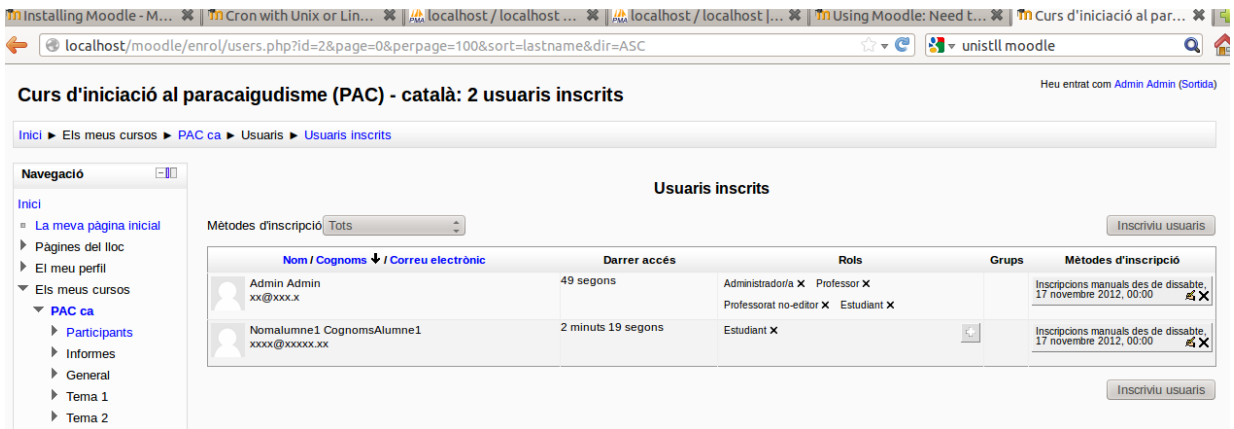 Installing Moodle - M...
Cron with Unix or Lin...
localhost / localhost ...
localhost / localhost |...
Using Moodle: Need t...
Curs d'iniciació al par...
localhost/moodle/enrol/users.php?id=2&page=0&perpage=100&sort=lastname&dir=ASC
unistll moodle
Curs d'iniciació al paracaigudisme (PAC) - català: 2 usuaris inscrits
Heu entrat com Admin Admin (Sortida)
Inici ► Els meus cursos ► PAC ca ► Usuaris ► Usuaris inscrits
Navegació
Inici
La meva pàgina inicial
Pàgines del lloc
El meu perfil
Els meus cursos
PAC ca
Participants
Informes
General
Tema 1
Tema 2
Usuaris inscrits
Mètodes d'inscripció Tots
Inscriviu usuaris
Nom / Cognoms / Correu electrònic Darrer accés Rols Grups Mètodes d'inscripció
Admin Admin
xx@xxx.x
49 segons
Administrador/a Professor
Professorat no-editor Estudiant
Inscripcions manuals des de dissabte,
17 novembre 2012, 00:00
Nomalumne1 CognomsAlumne1
xxxx@xxxxx.xx
2 minuts 19 segons
Estudiant
Inscripcions manuals des de dissabte,
17 novembre 2012, 00:00
Inscriviu usuaris